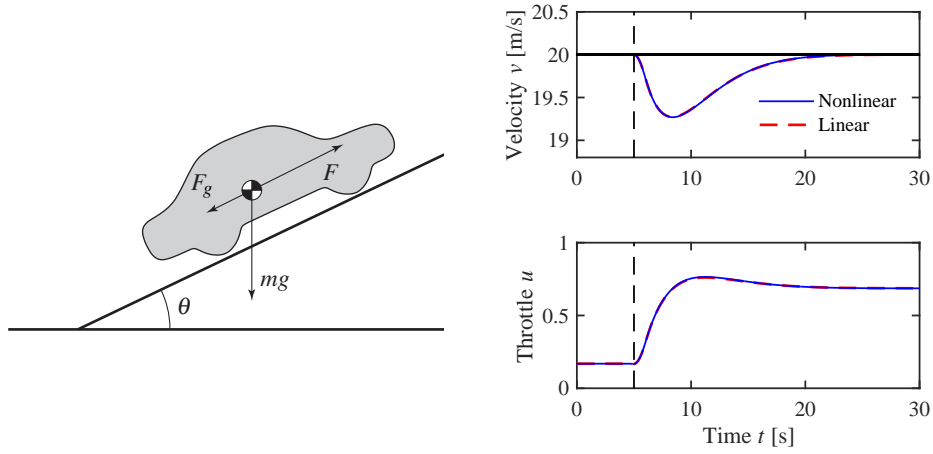 F_g
F
mg
θ
20.5
20
19.5
19
Velocity v [m/s]
Nonlinear
Linear
0
10
20
30
1
0.5
0
Throttle u
0
10
20
30
Time t [s]